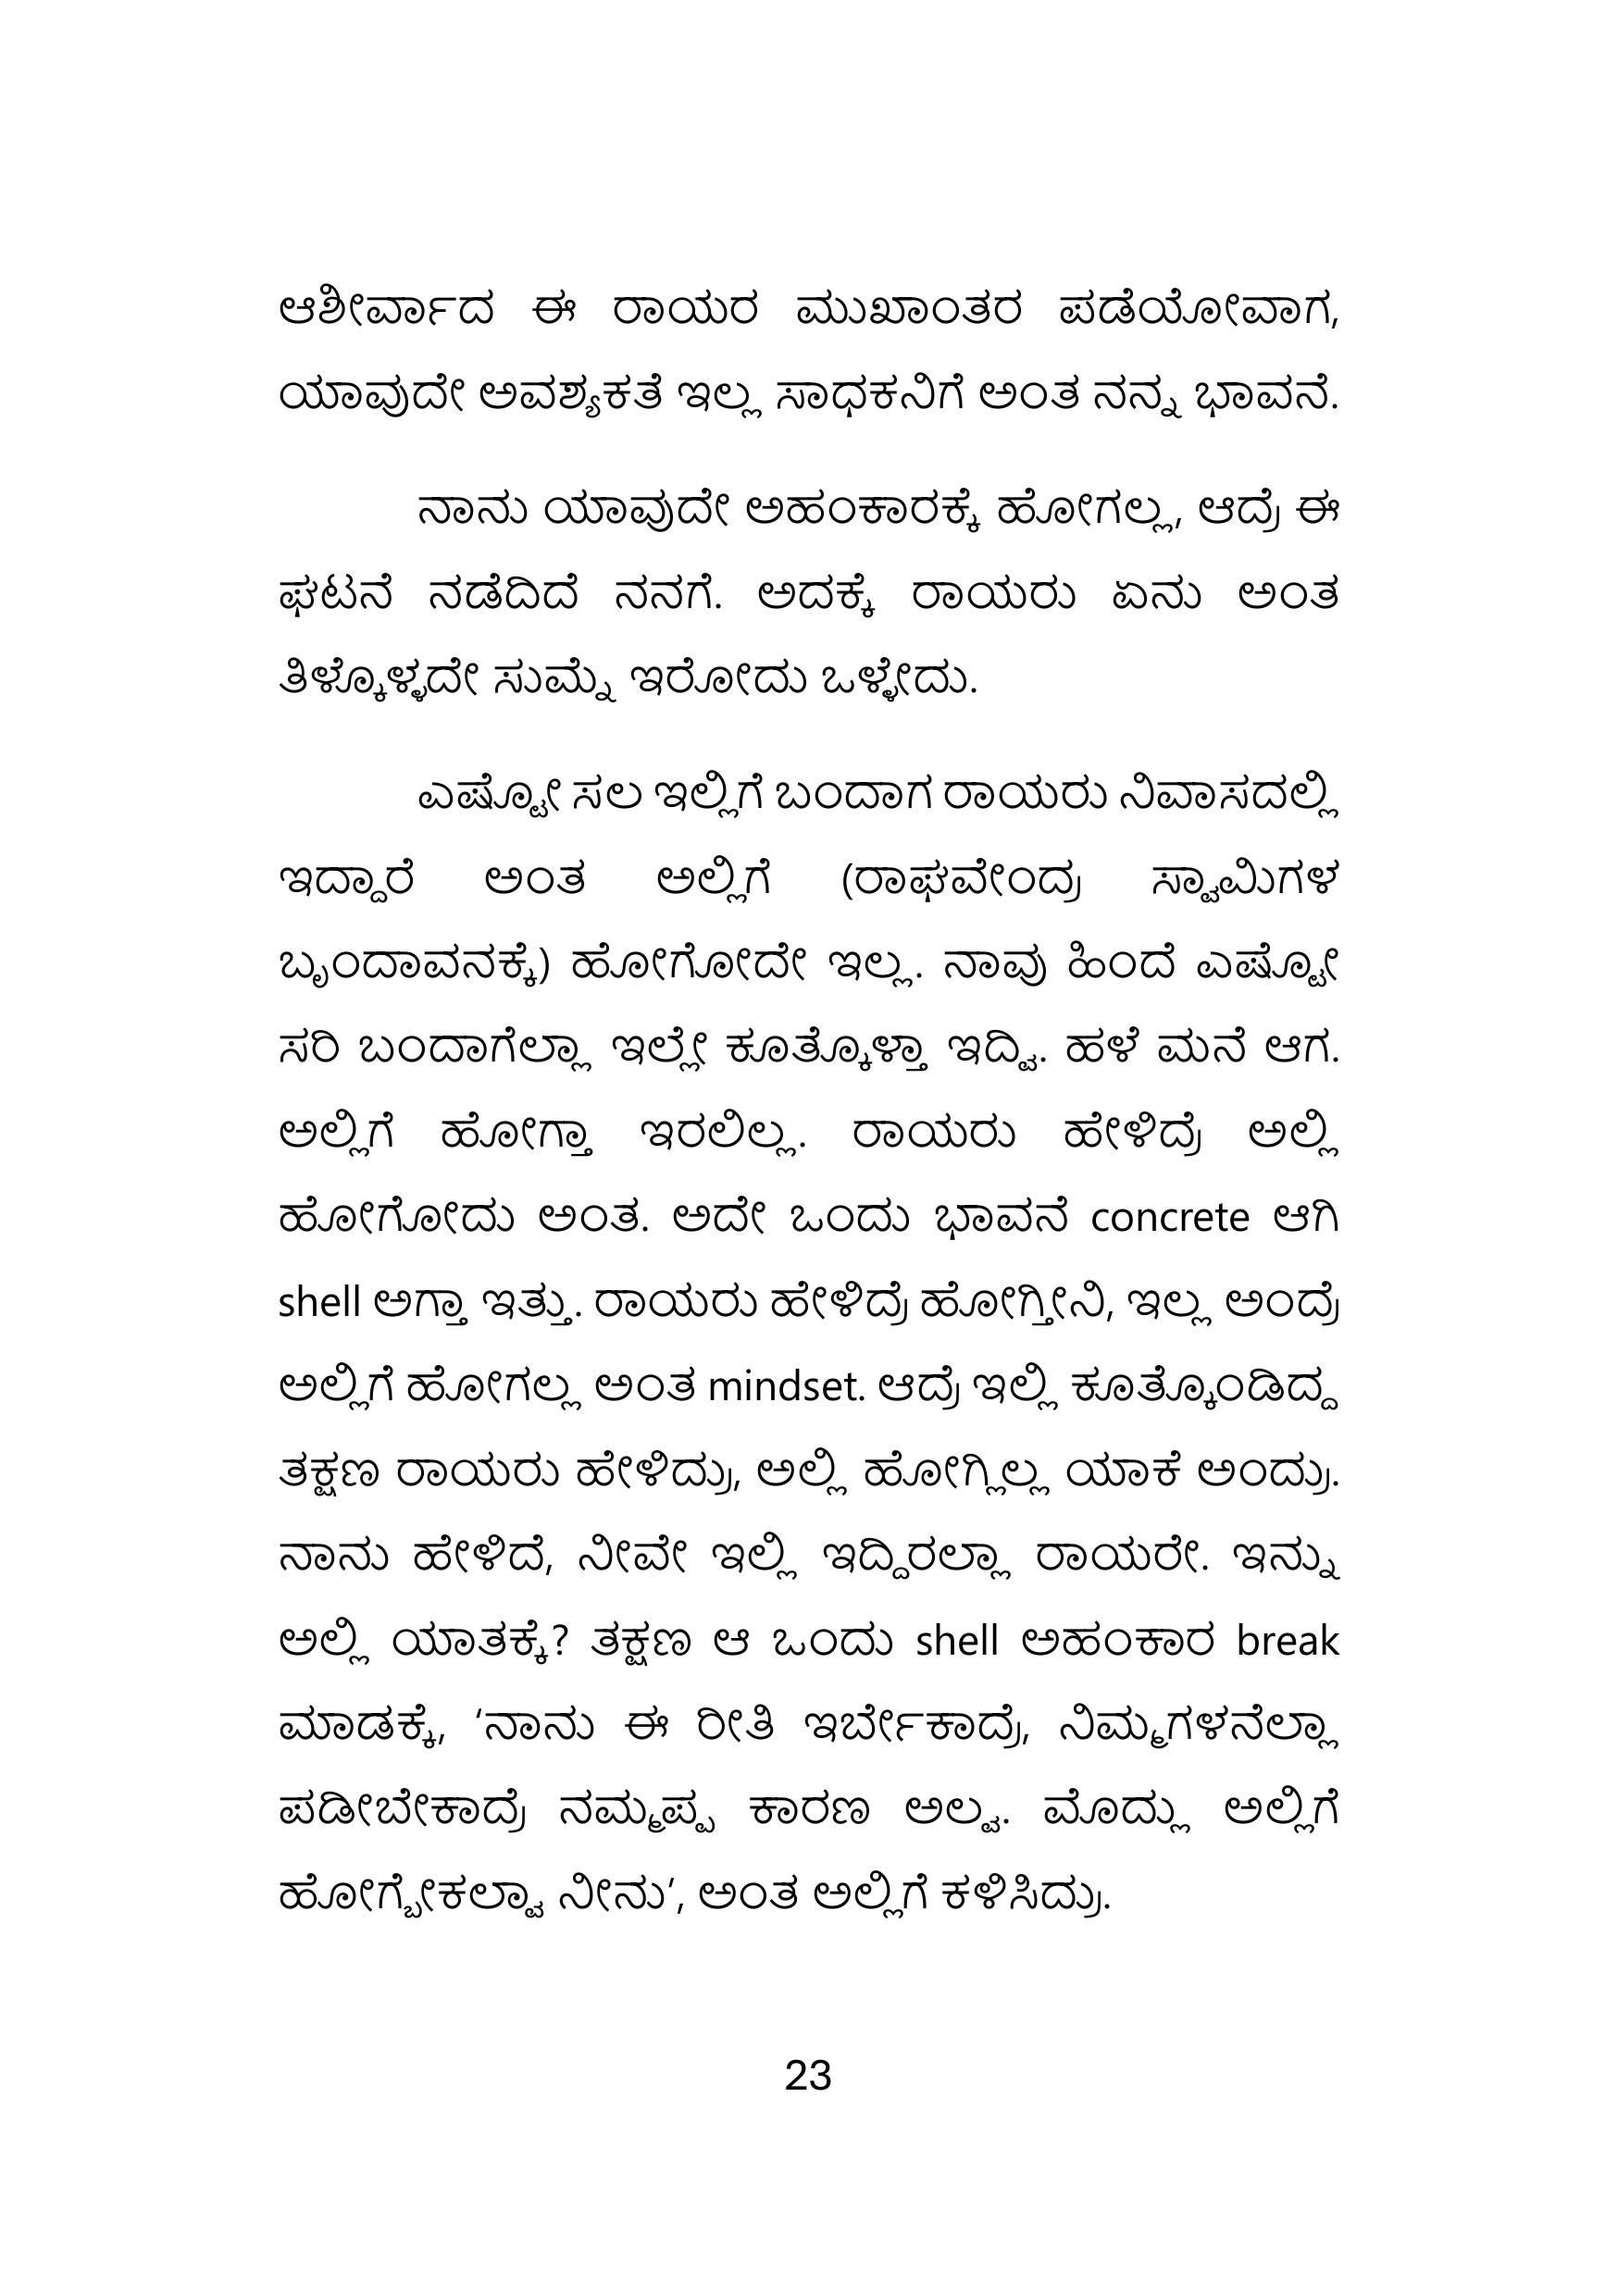 ಆಶೀರ್ವಾದ ಈ ರಾಯರ ಮುಖಾಂತರ ಪಡೆಯೋವಾಗ,
ಯಾವುದೇ ಅವಶ್ಯಕತೆ ಇಲ್ಲ ಸಾಧಕನಿಗೆ ಅಂತ ನನ್ನ ಭಾವನೆ.
ನಾನು ಯಾವುದೇ ಅಹಂಕಾರಕ್ಕೆ ಹೋಗಲ್ಲ, ಆದ್ರೆ ಈ
ಘಟನೆ ನಡೆದಿದೆ ನನಗೆ. ಅದಕ್ಕೆ ರಾಯರು ಏನು ಅಂತ
ತಿಳ್ಕೊಳ್ಳದೇ ಸುಮ್ನೆ ಇರೋದು ಒಳ್ಳೇದು.
ಎಷ್ಟೋ ಸಲ ಇಲ್ಲಿಗೆ ಬಂದಾಗ ರಾಯರು ನಿವಾಸದಲ್ಲಿ
ಇದ್ದಾರೆ ಅಂತ ಅಲ್ಲಿಗೆ (ರಾಘವೇಂದ್ರ ಸ್ವಾಮಿಗಳ
ಬೃಂದಾವನಕ್ಕೆ) ಹೋಗೋದೇ ಇಲ್ಲ. ನಾವು ಹಿಂದೆ ಎಷ್ಟೋ
ಸರಿ ಬಂದಾಗೆಲ್ಲಾ ಇಲ್ಲೇ ಕೂತ್ಕೊಳ್ತಾ ಇದ್ವಿ. ಹಳೆ ಮನೆ ಆಗ.
ಅಲ್ಲಿಗೆ ಹೋಗ್ತಾ ಇರಲಿಲ್ಲ. ರಾಯರು ಹೇಳಿದ್ರೆ ಅಲ್ಲಿ
ಹೋಗೋದು ಅಂತ. ಅದೇ ಒಂದು ಭಾವನೆ concrete ಆಗಿ
shell ಅಗ್ತಾ ಇತ್ತು. ರಾಯರು ಹೇಳಿದ್ರೆ ಹೋಗ್ತೀನಿ, ಇಲ್ಲ ಅಂದ್ರೆ
ಅಲ್ಲಿಗೆ ಹೋಗಲ್ಲ ಅಂತ mindset. ಆದ್ರೆ ಇಲ್ಲಿ ಕೂತ್ಕೊಂಡಿದ್ದ
ತಕ್ಷಣ ರಾಯರು ಹೇಳಿದ್ರು, ಅಲ್ಲಿ ಹೋಗ್ಲಿಲ್ಲ ಯಾಕೆ ಅಂದ್ರು.
ನಾನು ಹೇಳಿದೆ, ನೀವೇ ಇಲ್ಲಿ ಇದ್ದಿರಲ್ಲಾ ರಾಯರೇ. ಇನ್ನು
ಅಲ್ಲಿ ಯಾತಕ್ಕೆ? ತಕ್ಷಣ ಆ ಒಂದು shell ಅಹಂಕಾರ break
ಮಾಡಕ್ಕೆ, ‘ನಾನು ಈ ರೀತಿ ಇರ್ಬೇಕಾದ್ರೆ, ನಿಮ್ಮಗಳನೆಲ್ಲಾ
ಪಡೀಬೇಕಾದ್ರೆ ನಮ್ಮಪ್ಪ ಕಾರಣ ಅಲ್ವ. ಮೊದ್ಲು ಅಲ್ಲಿಗೆ
ಹೋಗ್ಬೇಕಲ್ವಾ ನೀನು’, ಅಂತ ಅಲ್ಲಿಗೆ ಕಳಿಸಿದ್ರು.
23